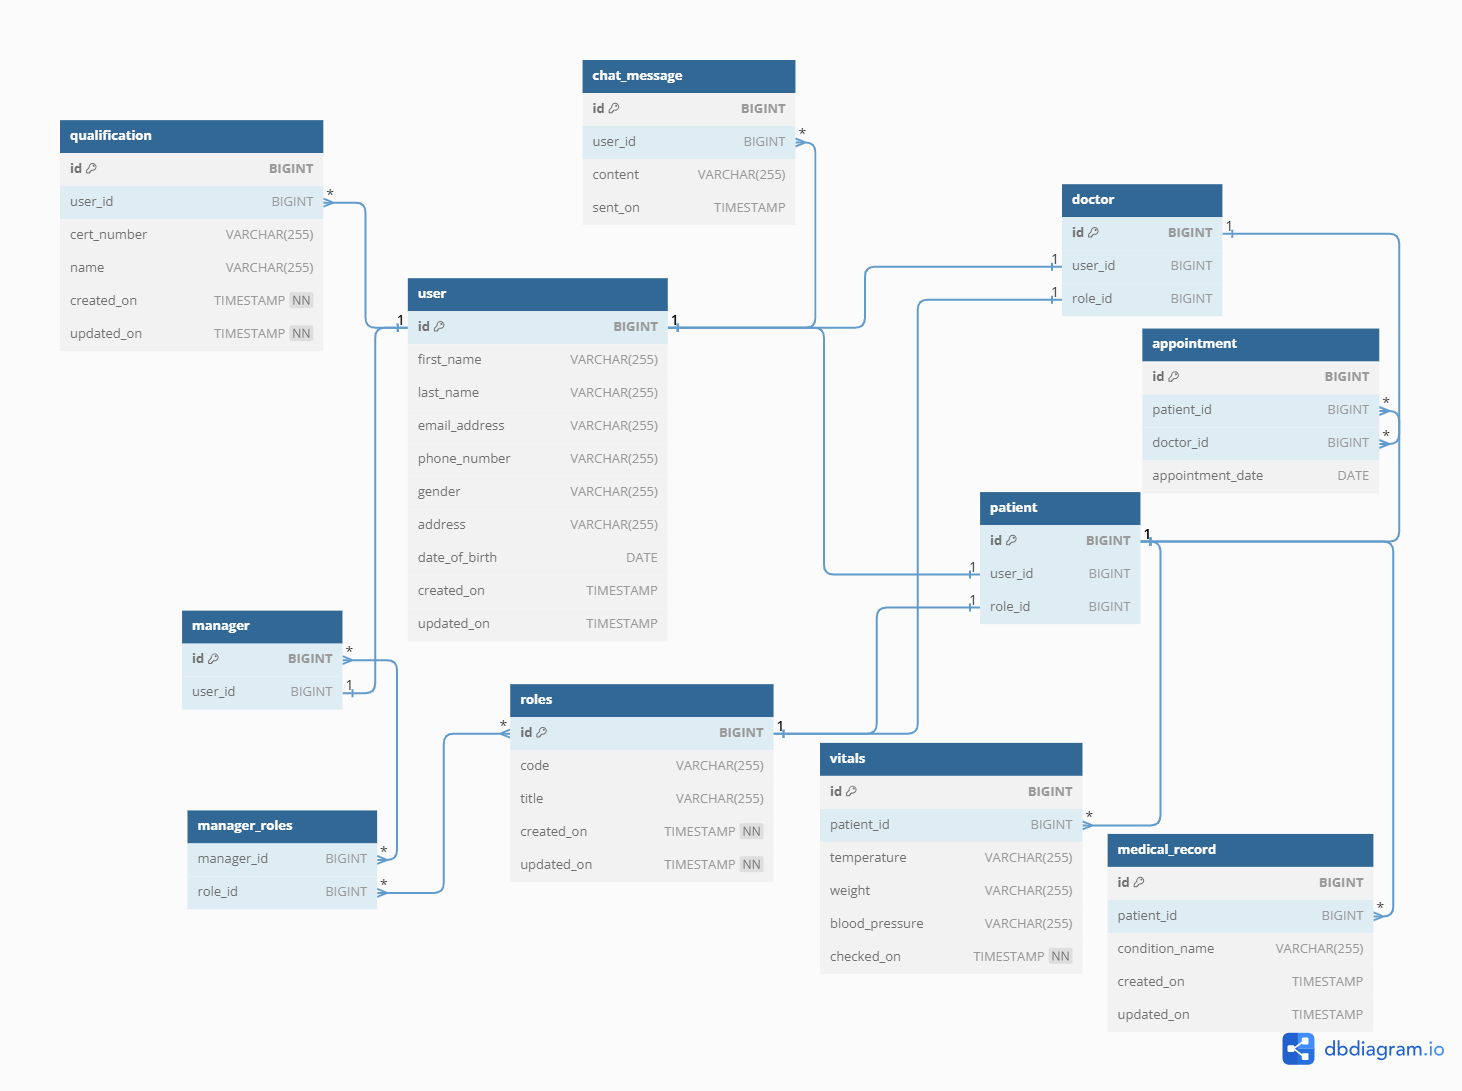 chat_message
id BIGINT
user_id BIGINT *
content VARCHAR(255)
sent_on TIMESTAMP
qualification
id BIGINT
user_id BIGINT *
cert_number VARCHAR(255)
name VARCHAR(255)
created_on TIMESTAMP NN
updated_on TIMESTAMP NN
doctor
id BIGINT 1
1 user_id BIGINT
1 role_id BIGINT
user
1 id BIGINT 1
first_name VARCHAR(255)
last_name VARCHAR(255)
email_address VARCHAR(255)
phone_number VARCHAR(255)
gender VARCHAR(255)
address VARCHAR(255)
date_of_birth DATE
created_on TIMESTAMP
updated_on TIMESTAMP
appointment
id BIGINT
patient_id BIGINT *
doctor_id BIGINT *
appointment_date DATE
patient
id BIGINT 1
1 user_id BIGINT
1 role_id BIGINT
manager
id BIGINT *
user_id BIGINT 1
roles
* id BIGINT 1
code VARCHAR(255)
title VARCHAR(255)
created_on TIMESTAMP NN
updated_on TIMESTAMP NN
manager_roles
manager_id BIGINT *
role_id BIGINT *
vitals
id BIGINT
patient_id BIGINT *
temperature VARCHAR(255)
weight VARCHAR(255)
blood_pressure VARCHAR(255)
checked_on TIMESTAMP NN
medical_record
id BIGINT
patient_id BIGINT *
condition_name VARCHAR(255)
created_on TIMESTAMP
updated_on TIMESTAMP
dbdiagram.io